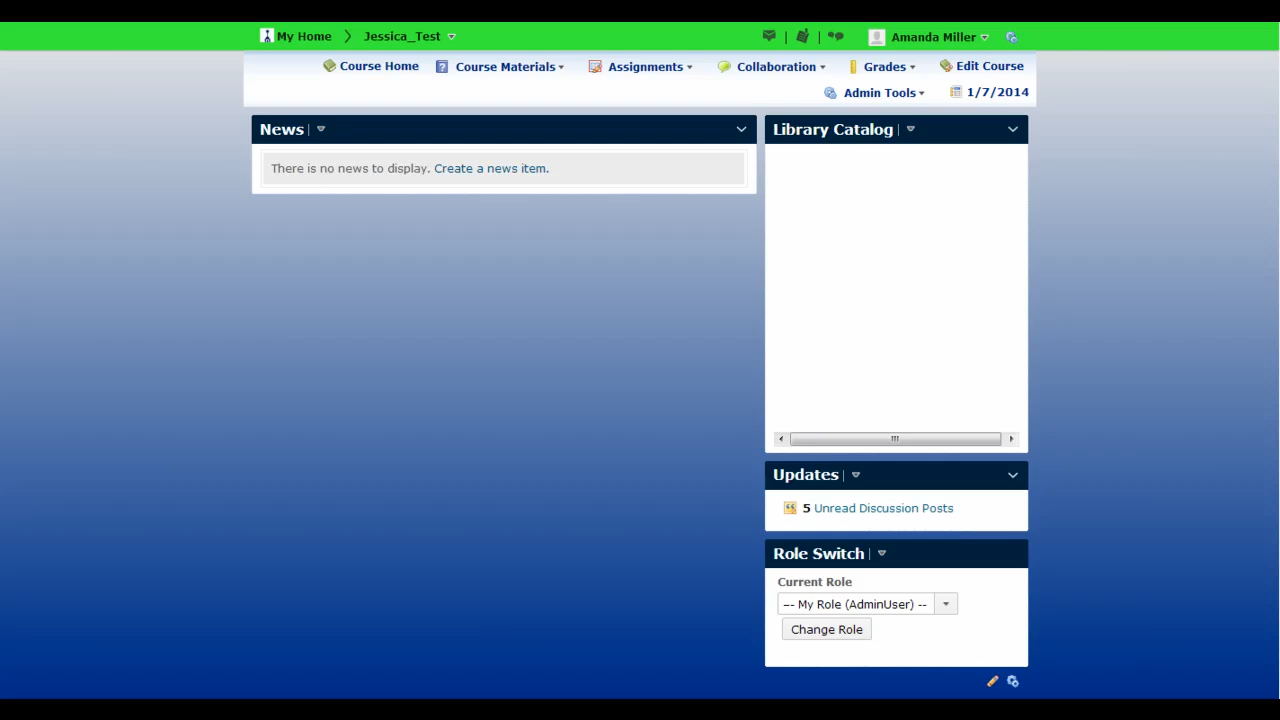 My Home Jessica_Test Amanda Miller
Course Home Course Materials Assignments Collaboration Grades Edit Course
Admin Tools 1/7/2014
News
There is no news to display. Create a news item.
Library Catalog
Updates
5 Unread Discussion Posts
Role Switch
Current Role
-- My Role (AdminUser) --
Change Role